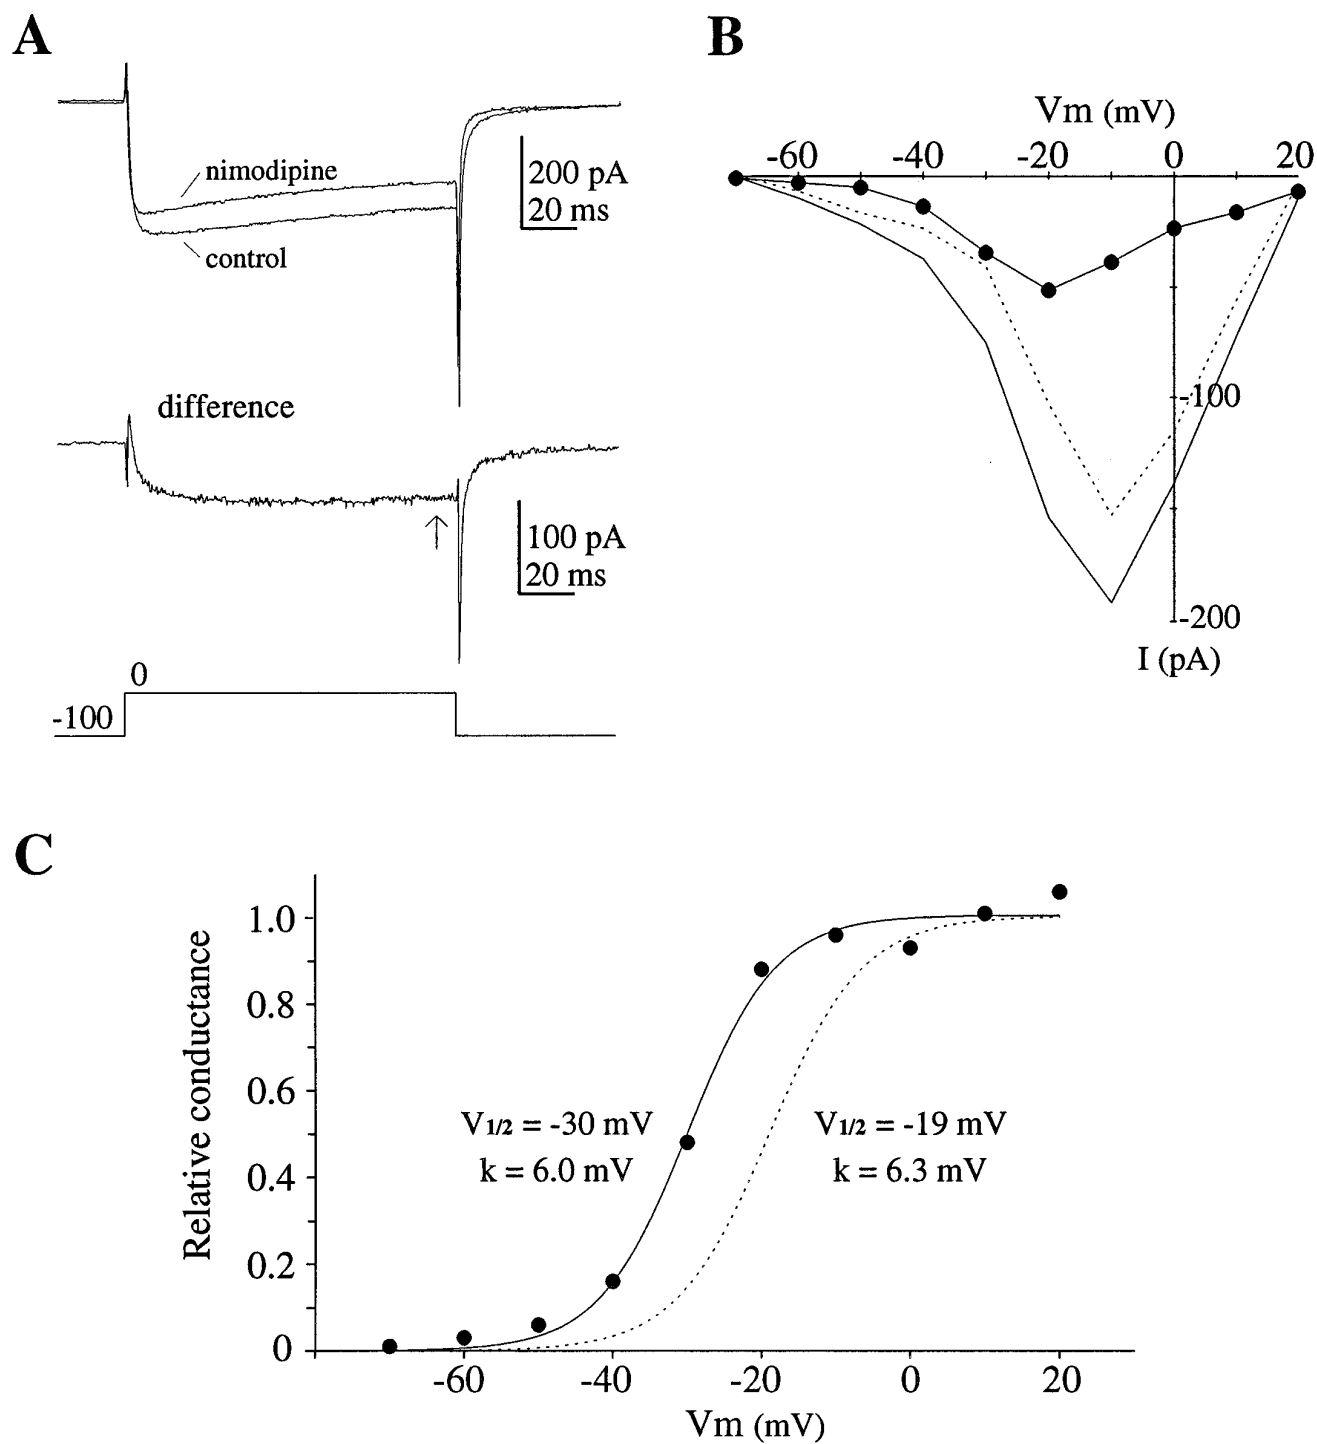 A
nimodipine
control
200 pA
20 ms
difference
100 pA
20 ms
0
-100
B
Vm (mV)
-60 -40 -20 0 20
-100
-200
I (pA)
C
Relative conductance
1.0
0.8
0.6
0.4
0.2
0
V1/2 = -30 mV
k = 6.0 mV
V1/2 = -19 mV
k = 6.3 mV
-60 -40 -20 0 20
Vm (mV)